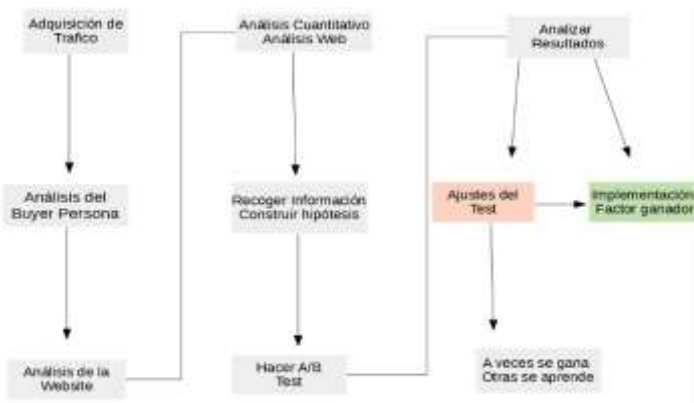 Adquisición de
Trafico
Análisis del
Buyer Persona
Análisis de la
Website
Análisis Cuantitativo
Análisis Web
Recoger Información
Construir hipótesis
Hacer A/B
Test
Analizar
Resultados
Ajustes del
Test
Implementación
Factor ganador
A veces se gana
Otras se aprende